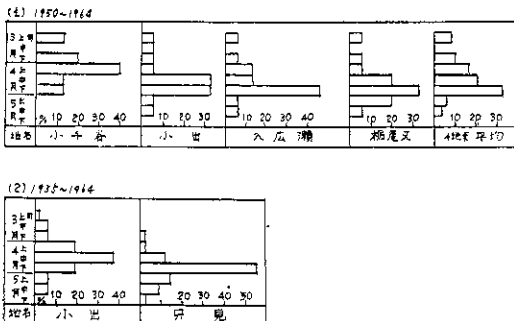 (1) 1950~1964
3月 上中下
4月 上中下
5月 上中下
% 10 20 30 40 10 20 30 10 20 30 40 10 20 30 10 20 30
地名 小千谷 小出 入広瀬 栃尾又 4地点平均
(2) 1935~1964
3月 上中下
4月 上中下
5月 上中下
% 10 20 30 40 20 30 50
地名 小出 只見